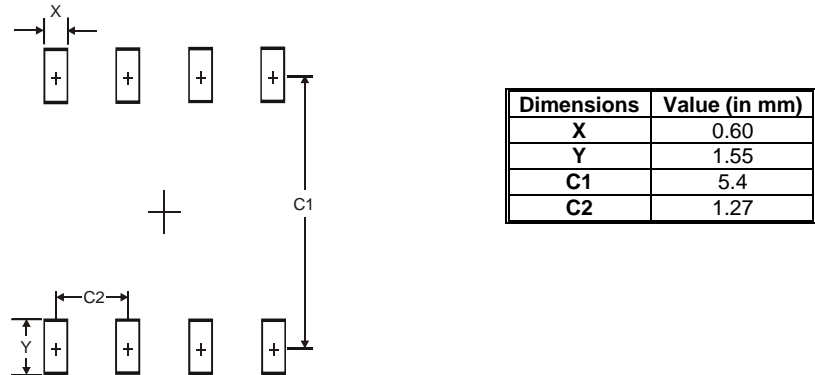 X
C1
C2
Y
Dimensions Value (in mm)
X 0.60
Y 1.55
C1 5.4
C2 1.27